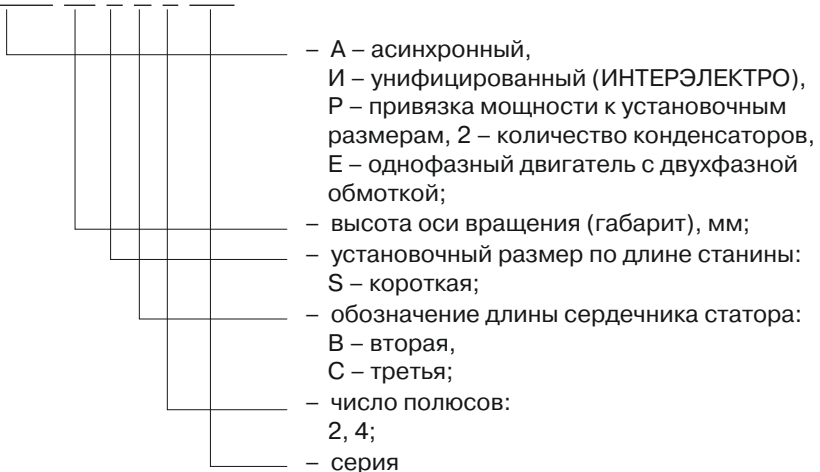 – А – асинхронный,
И – унифицированный (ИНТЕРЭЛЕКТРО),
Р – привязка мощности к установочным
размерам, 2 – количество конденсаторов,
Е – однофазный двигатель с двухфазной
обмоткой;
– высота оси вращения (габарит), мм;
– установочный размер по длине станины:
S – короткая;
– обозначение длины сердечника статора:
В – вторая,
С – третья;
– число полюсов:
2, 4;
– серия